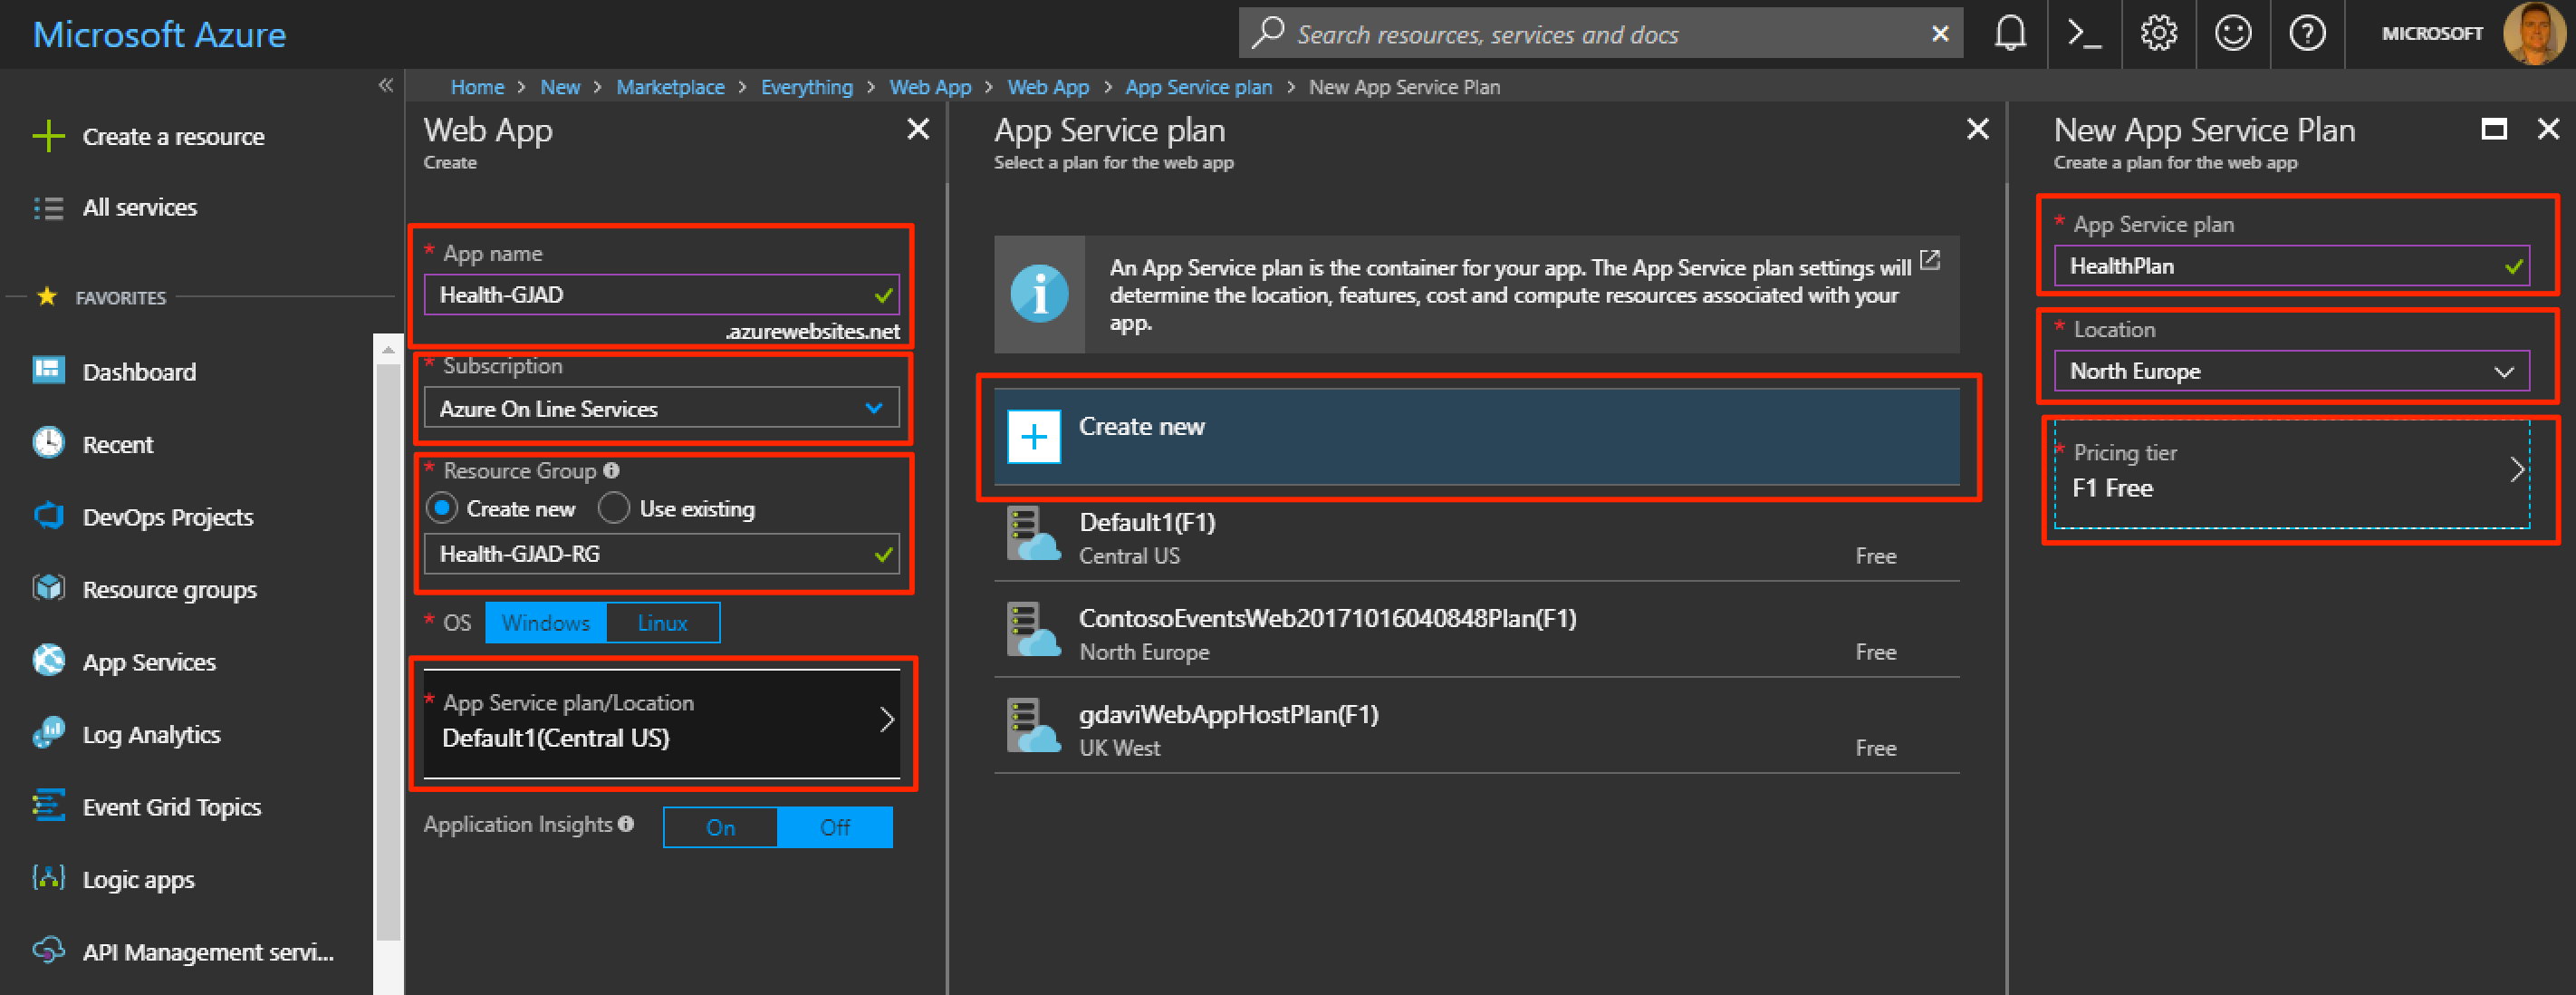 Microsoft Azure
Search resources, services and docs
MICROSOFT
Home > New > Marketplace > Everything > Web App > Web App > App Service plan > New App Service Plan
Create a resource
All services
FAVORITES
Dashboard
Recent
DevOps Projects
Resource groups
App Services
Log Analytics
Event Grid Topics
Logic apps
API Management servi...
Web App
Create
* App name
Health-GJAD
.azurewebsites.net
* Subscription
Azure On Line Services
* Resource Group
Create new Use existing
Health-GJAD-RG
* OS Windows Linux
* App Service plan/Location
Default1(Central US)
Application Insights On Off
App Service plan
Select a plan for the web app
An App Service plan is the container for your app. The App Service plan settings will
determine the location, features, cost and compute resources associated with your
app.
Create new
Default1(F1)
Central US Free
ContosoEventsWeb20171016040848Plan(F1)
North Europe Free
gdaviWebAppHostPlan(F1)
UK West Free
New App Service Plan
Create a plan for the web app
* App Service plan
HealthPlan
* Location
North Europe
* Pricing tier
F1 Free